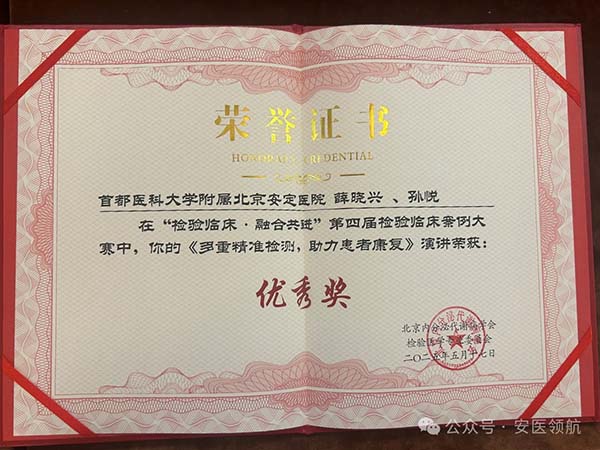 荣誉证书
HONORARY CREDENTIAL
首都医科大学附属北京安定医院 薛晓兴 、孙悦
在“检验临床·融合共进”第四届检验临床案例大
赛中，你的《多重精准检测，助力患者康复》演讲荣获：
优秀奖
北京内分泌代谢病学会
检验医学专业委员会
二〇二五年五月十七日
公众号·安医领航